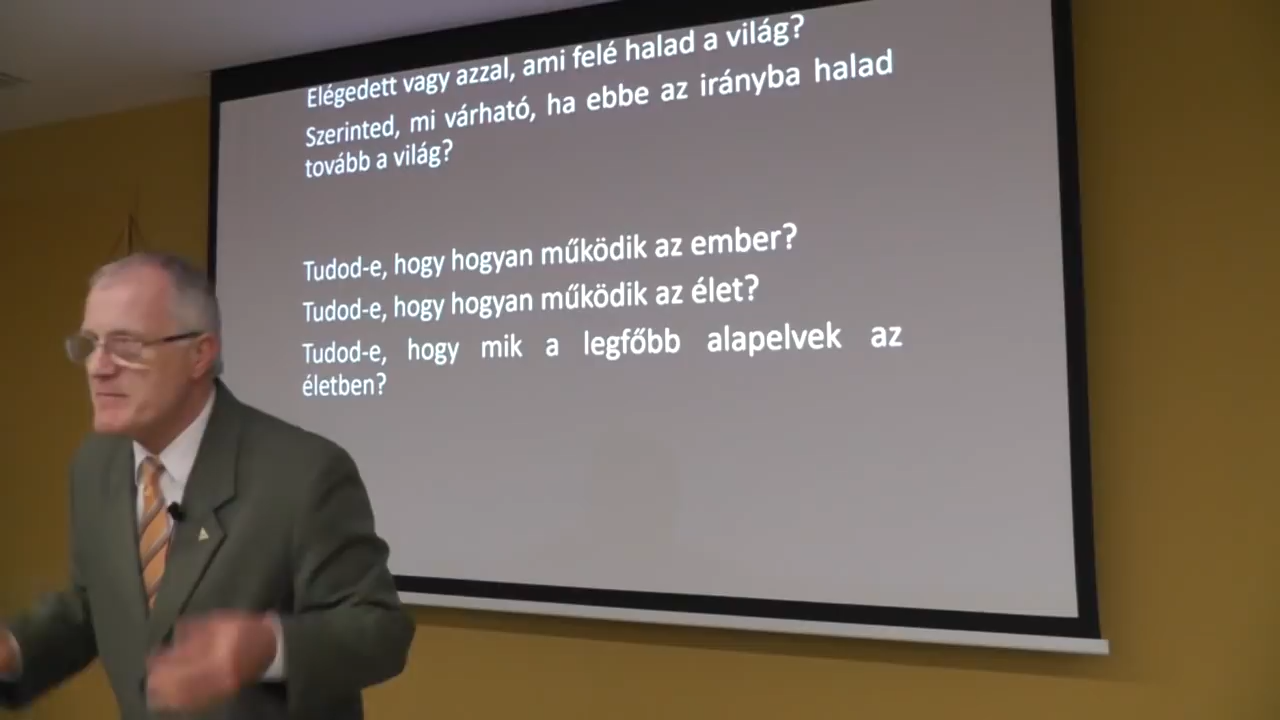 Elégedett vagy azzal, ami felé halad a világ?
Szerinted, mi várható, ha ebbe az irányba halad
tovább a világ?
Tudod-e, hogy hogyan működik az ember?
Tudod-e, hogy hogyan működik az élet?
Tudod-e, hogy mik a legfőbb alapelvek az
életben?